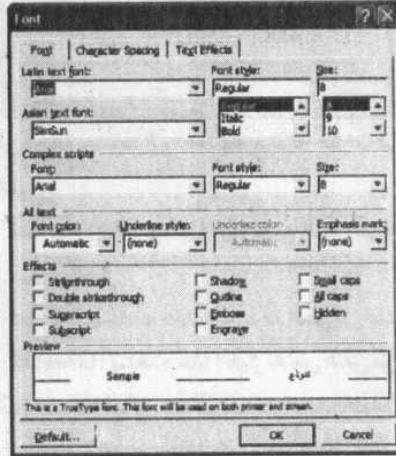 Font
Font Character Spacing Text Effects
Latin text font: Font style: Size:
Arial Regular 8
Regular 8
Asian text font: Italic 9
SimSun Bold 10
Complex scripts
Font: Font style: Size:
Arial Regular 8
All text
Font color: Underline style: Underline color: Emphasis mark:
Automatic (none) Automatic (none)
Effects
Strikethrough Shadow Small caps
Double strikethrough Outline All caps
Superscript Emboss Hidden
Subscript Engrave
Preview
Sample نموذج
This is a TrueType font. This font will be used on both printer and screen.
Default... OK Cancel